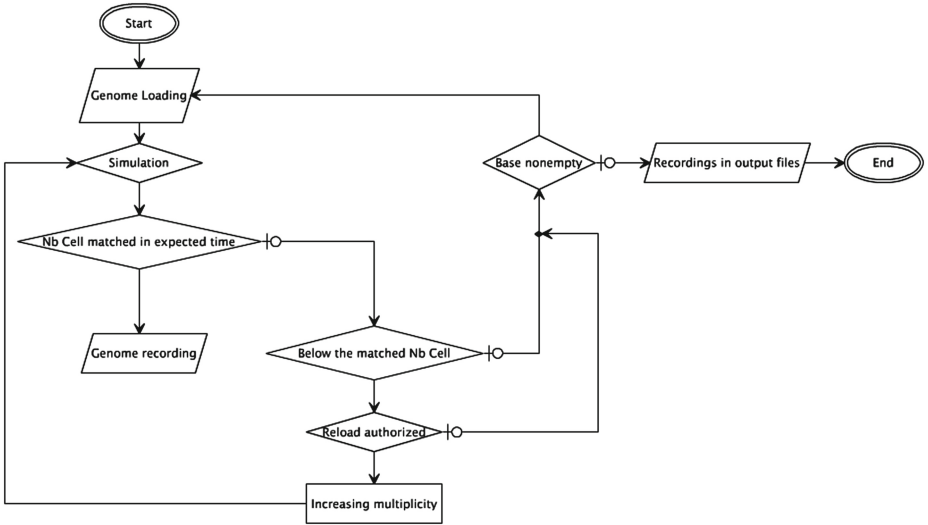 Start
Genome Loading
Simulation
Base nonempty
Recordings in output files
End
Nb Cell matched in expected time
Genome recording
Below the matched Nb Cell
Reload authorized
Increasing multiplicity